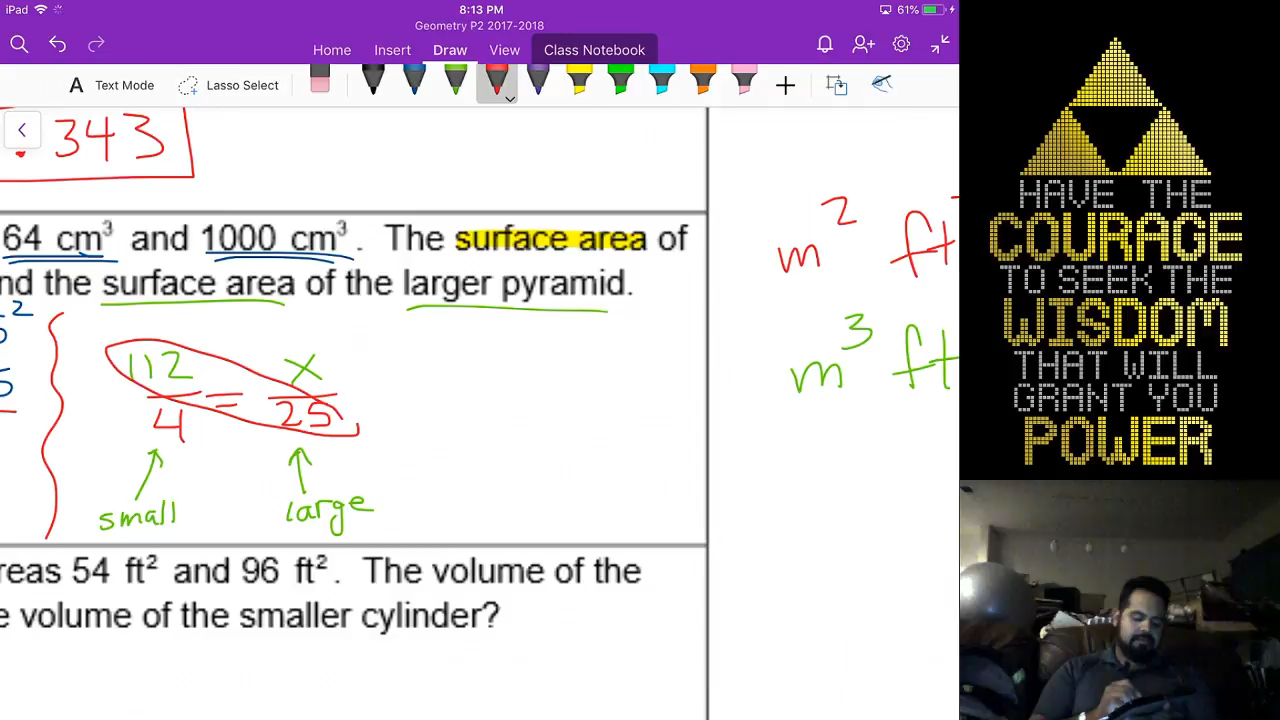 iPad 8:13 PM 61%
Geometry P2 2017-2018
Home Insert Draw View Class Notebook
A Text Mode Lasso Select
. 343
64 cm³ and 1000 cm³. The surface area of
nd the surface area of the larger pyramid.
2
5
112/4 = x/25
small large
m² ft
m³ ft
reas 54 ft² and 96 ft². The volume of the
e volume of the smaller cylinder?
HAVE THE
COURAGE
TO SEEK THE
WISDOM
THAT WILL
GRANT YOU
POWER